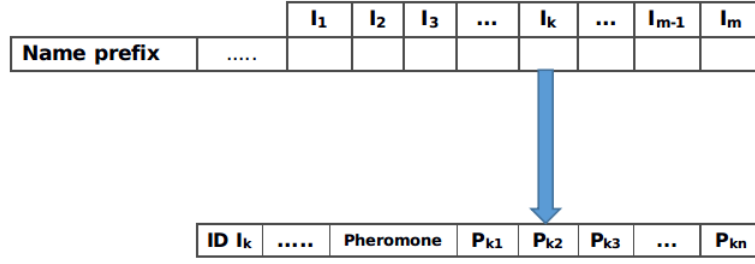 I₁ I₂ I₃ ... Iₖ ... Iₘ₋₁ Iₘ
Name prefix .....
ID Iₖ ..... Pheromone Pₖ₁ Pₖ₂ Pₖ₃ ... Pₖₙ